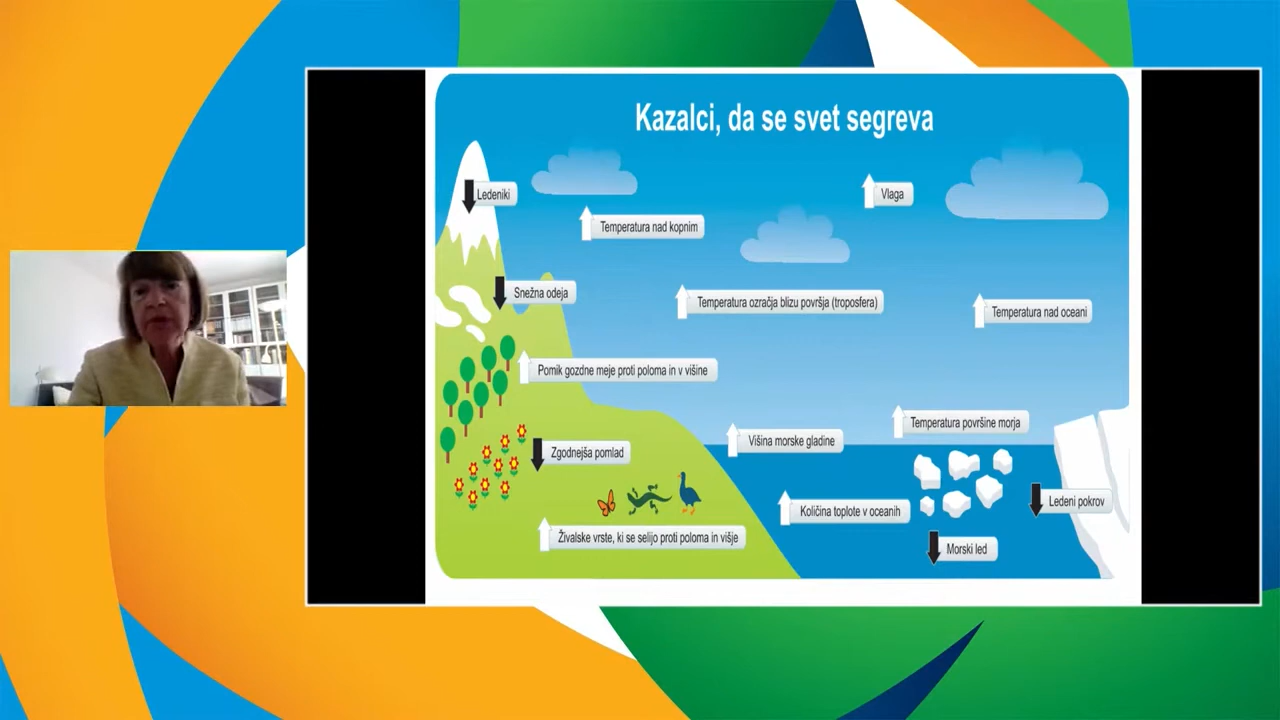 Kazalci, da se svet segreva
Ledeniki
Vlaga
Temperatura nad kopnim
Snežna odeja
Temperatura ozračja blizu površja (troposfera)
Temperatura nad oceani
Pomik gozdne meje proti poloma in v višine
Temperatura površine morja
Višina morske gladine
Zgodnejša pomlad
Ledeni pokrov
Količina toplote v oceanih
Živalske vrste, ki se selijo proti poloma in višje
Morski led